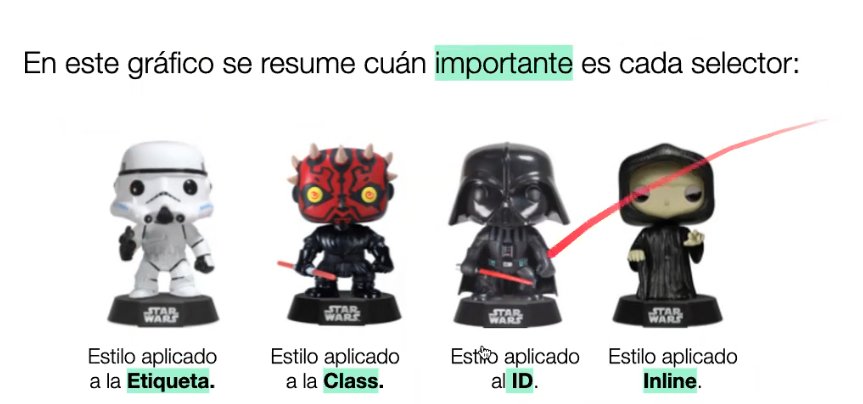 En este gráfico se resume cuán importante es cada selector:
STAR WARS
STAR WARS
STAR WARS
STAR WARS
Estilo aplicado
a la Etiqueta.
Estilo aplicado
a la Class.
Estilo aplicado
al ID.
Estilo aplicado
Inline.